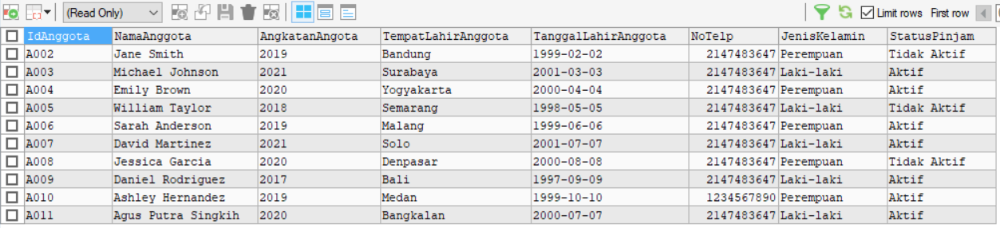 (Read Only) Limit rows First row
IdAnggota NamaAnggota AngkatanAngota TempatLahirAnggota TanggalLahirAnggota NoTelp JenisKelamin StatusPinjam
A002 Jane Smith 2019 Bandung 1999-02-02 2147483647 Perempuan Tidak Aktif
A003 Michael Johnson 2021 Surabaya 2001-03-03 2147483647 Laki-laki Aktif
A004 Emily Brown 2020 Yogyakarta 2000-04-04 2147483647 Perempuan Aktif
A005 William Taylor 2018 Semarang 1998-05-05 2147483647 Laki-laki Tidak Aktif
A006 Sarah Anderson 2019 Malang 1999-06-06 2147483647 Perempuan Aktif
A007 David Martinez 2021 Solo 2001-07-07 2147483647 Laki-laki Aktif
A008 Jessica Garcia 2020 Denpasar 2000-08-08 2147483647 Perempuan Tidak Aktif
A009 Daniel Rodriguez 2017 Bali 1997-09-09 2147483647 Laki-laki Aktif
A010 Ashley Hernandez 2019 Medan 1999-10-10 1234567890 Perempuan Aktif
A011 Agus Putra Singkih 2020 Bangkalan 2000-07-07 2147483647 Laki-laki Aktif